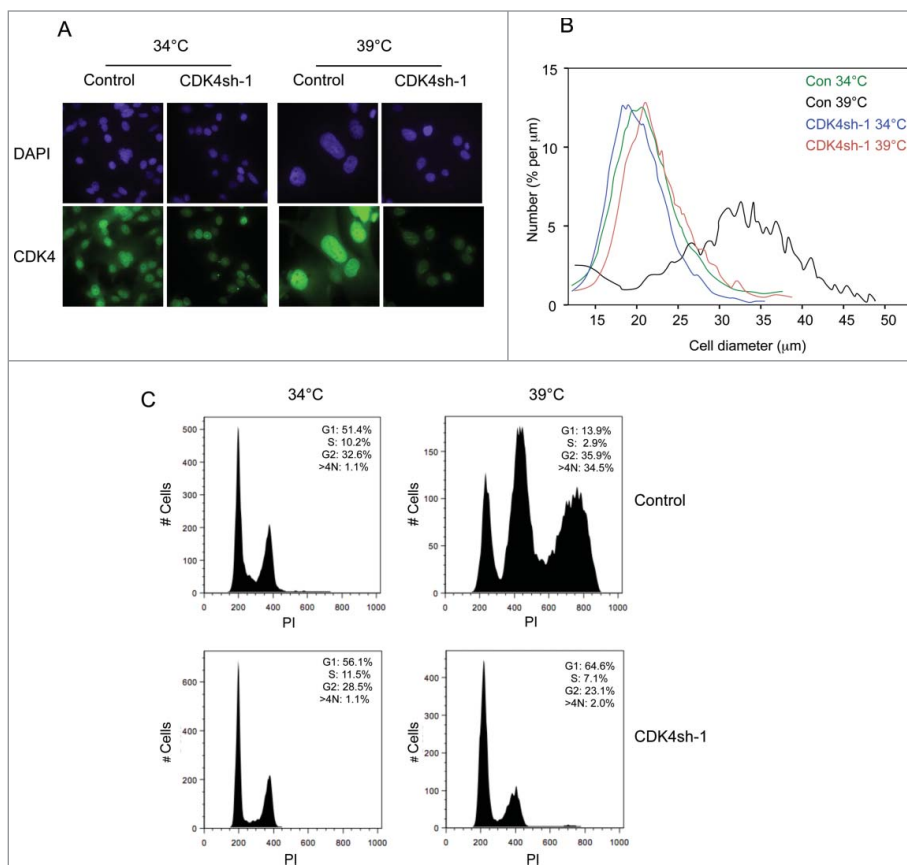 A
34°C 39°C
Control CDK4sh-1 Control CDK4sh-1
DAPI
CDK4
B
Con 34°C
Con 39°C
CDK4sh-1 34°C
CDK4sh-1 39°C
Number (% per μm)
15
10
5
0
15 20 25 30 35 40 45 50
Cell diameter (μm)
C
34°C 39°C
G1: 51.4%
S: 10.2%
G2: 32.6%
>4N: 1.1%
# Cells
500
400
300
200
100
0
0 200 400 600 800 1000
PI
G1: 13.9%
S: 2.9%
G2: 35.9%
>4N: 34.5%
# Cells
150
100
50
0
0 200 400 600 800 1000
PI
Control
G1: 56.1%
S: 11.5%
G2: 28.5%
>4N: 1.1%
# Cells
600
400
200
0
0 200 400 600 800 1000
PI
G1: 64.6%
S: 7.1%
G2: 23.1%
>4N: 2.0%
# Cells
400
300
200
100
0
0 200 400 600 800 1000
PI
CDK4sh-1